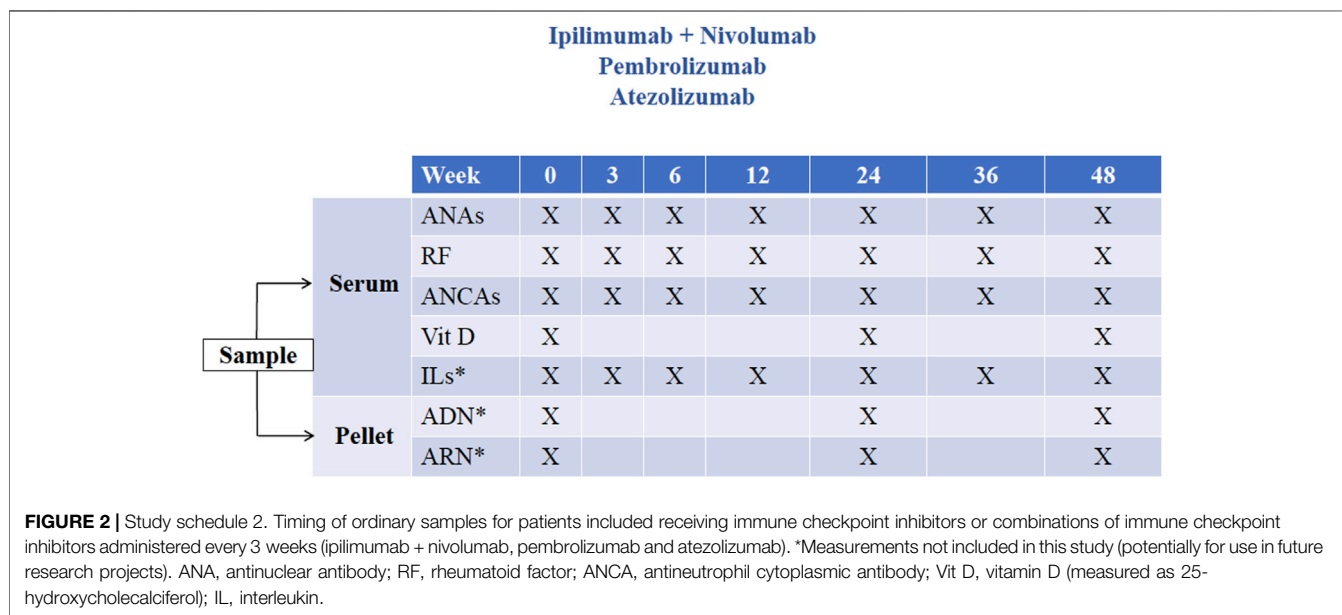 Ipilimumab + Nivolumab
Pembrolizumab
Atezolizumab
Week 0 3 6 12 24 36 48
ANAs X X X X X X X
RF X X X X X X X
Serum
ANCAs X X X X X X X
Vit D X X X
Sample
ILs* X X X X X X X
ADN* X X X
Pellet
ARN* X X X
FIGURE 2 | Study schedule 2. Timing of ordinary samples for patients included receiving immune checkpoint inhibitors or combinations of immune checkpoint
inhibitors administered every 3 weeks (ipilimumab + nivolumab, pembrolizumab and atezolizumab). *Measurements not included in this study (potentially for use in future
research projects). ANA, antinuclear antibody; RF, rheumatoid factor; ANCA, antineutrophil cytoplasmic antibody; Vit D, vitamin D (measured as 25-
hydroxycholecalciferol); IL, interleukin.